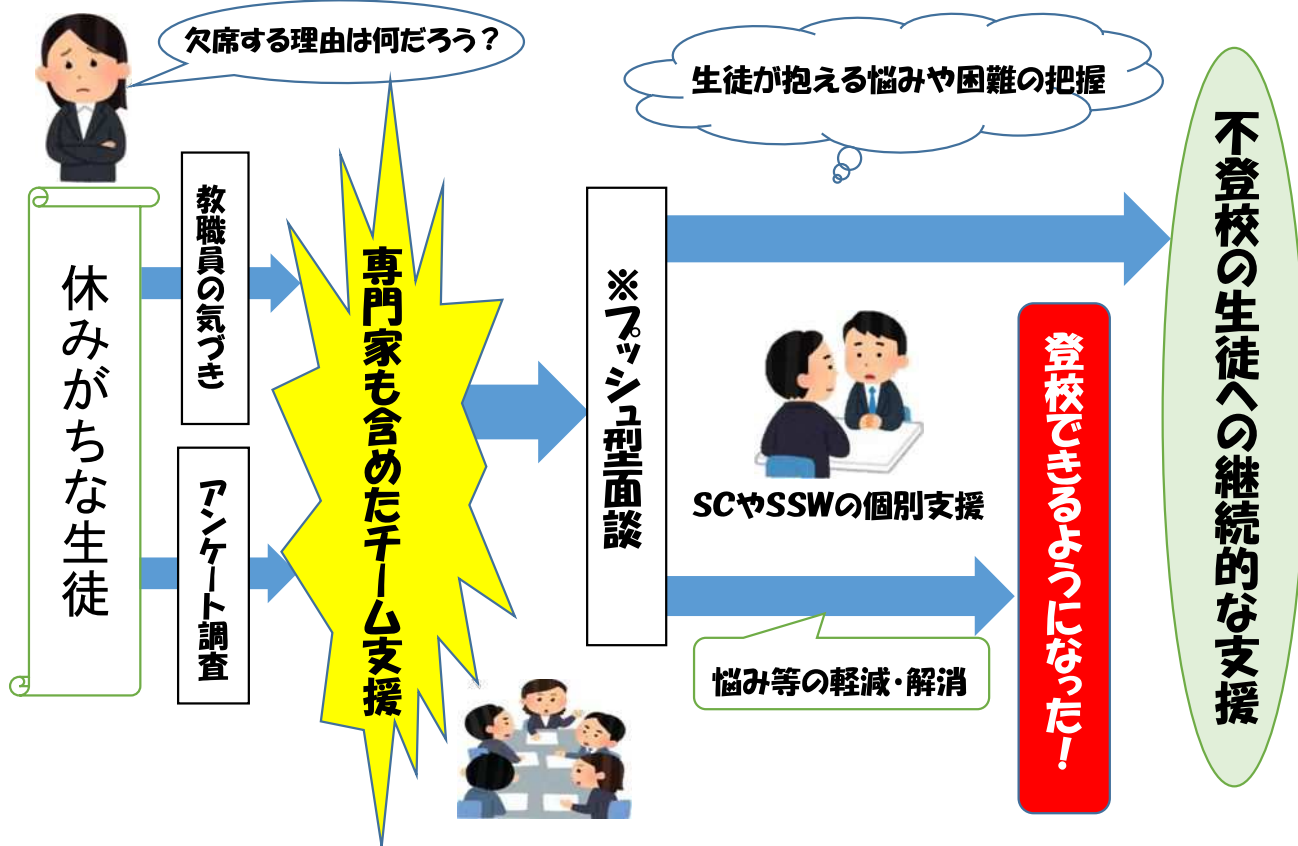 欠席する理由は何だろう？
生徒が抱える悩みや困難の把握
休みがちな生徒
教職員の気づき
アンケート調査
専門家も含めたチーム支援
※プッシュ型面談
SCやSSWの個別支援
悩み等の軽減・解消
登校できるようになった！
不登校の生徒への継続的な支援